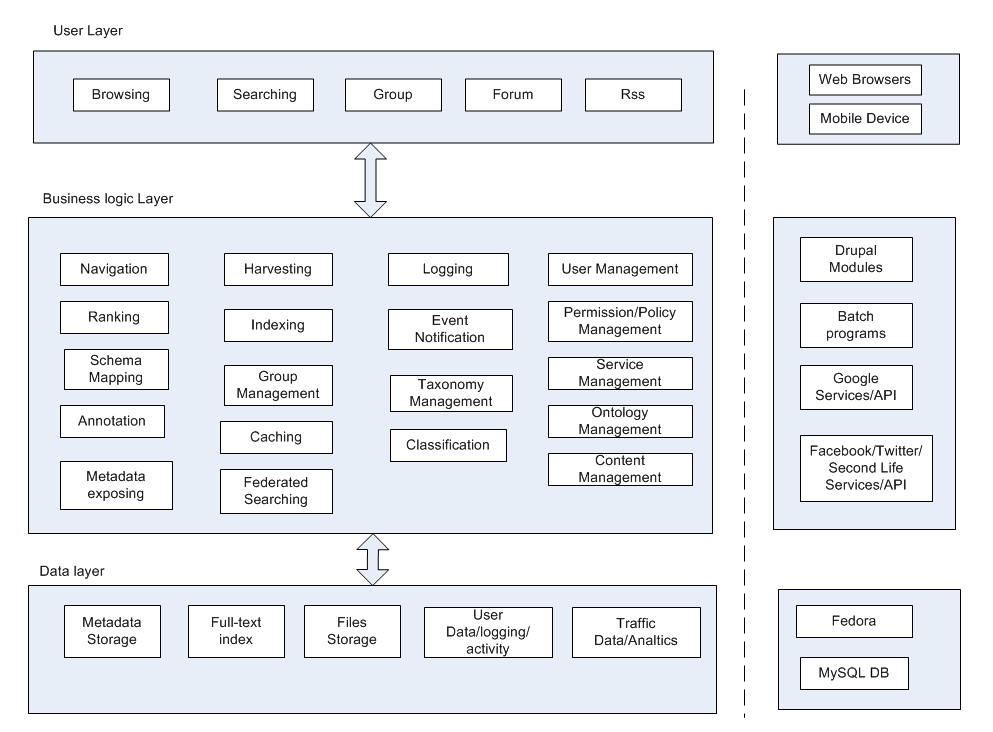 User Layer
Browsing
Searching
Group
Forum
Rss
Web Browsers
Mobile Device
Business logic Layer
Navigation
Ranking
Schema
Mapping
Annotation
Metadata
exposing
Harvesting
Indexing
Group
Management
Caching
Federated
Searching
Logging
Event
Notification
Taxonomy
Management
Classification
User Management
Permission/Policy
Management
Service
Management
Ontology
Management
Content
Management
Drupal
Modules
Batch
programs
Google
Services/API
Facebook/Twitter/
Second Life
Services/API
Data layer
Metadata
Storage
Full-text
index
Files
Storage
User
Data/logging/
activity
Traffic
Data/Analtics
Fedora
MySQL DB